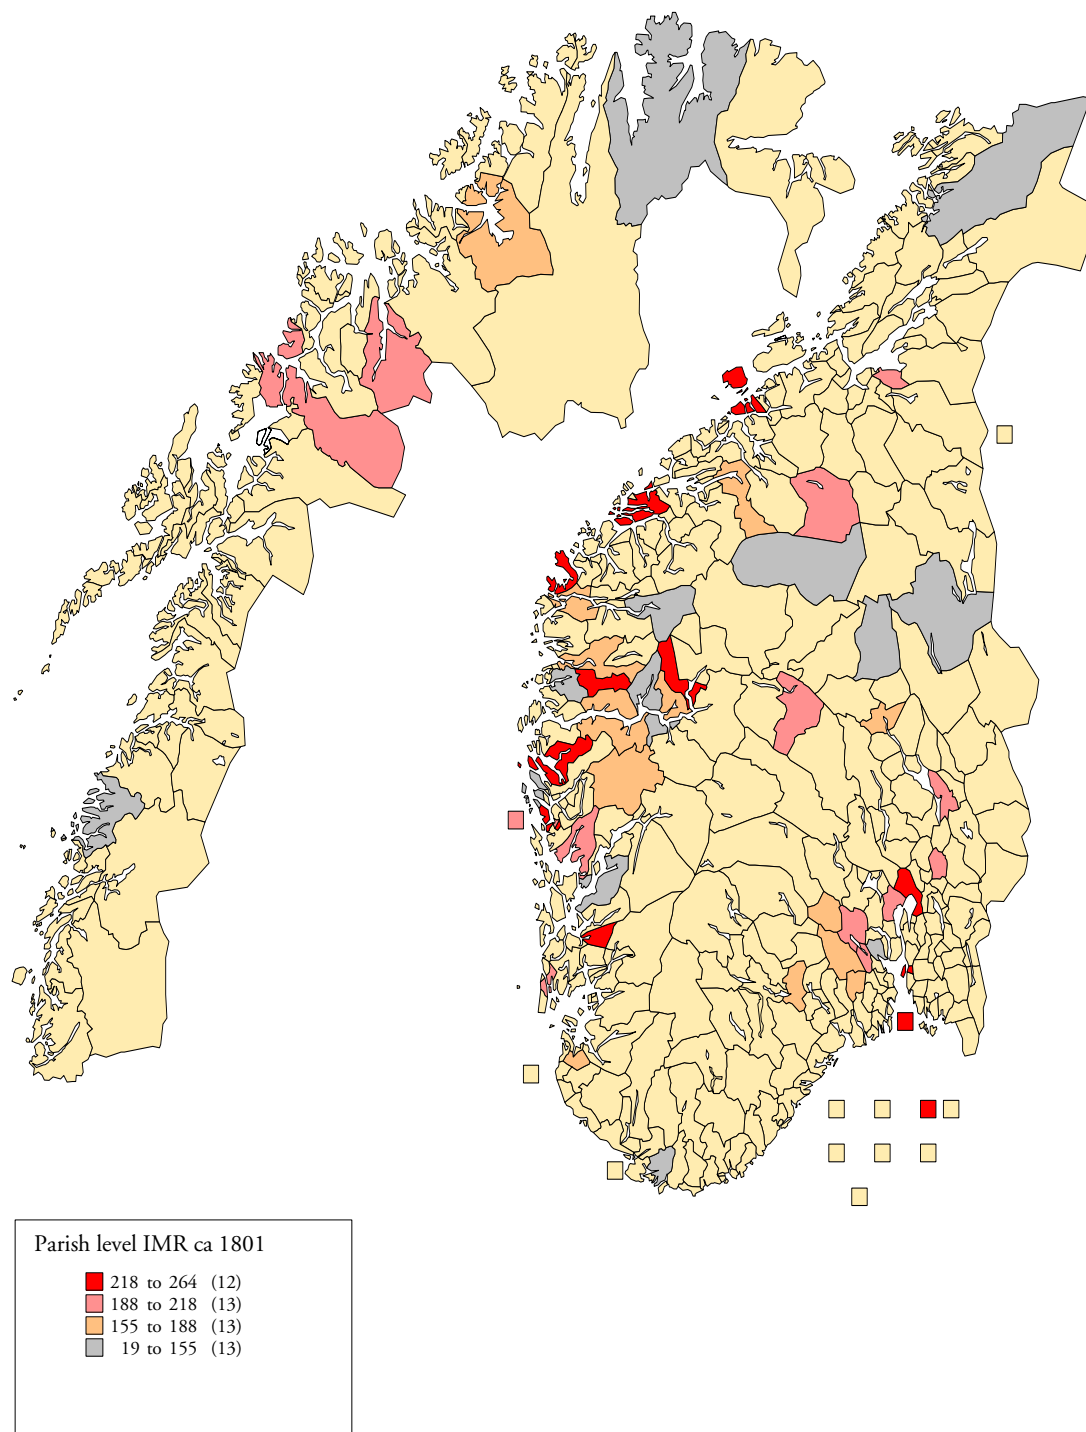 Parish level IMR ca 1801
218 to 264 (12)
188 to 218 (13)
155 to 188 (13)
19 to 155 (13)